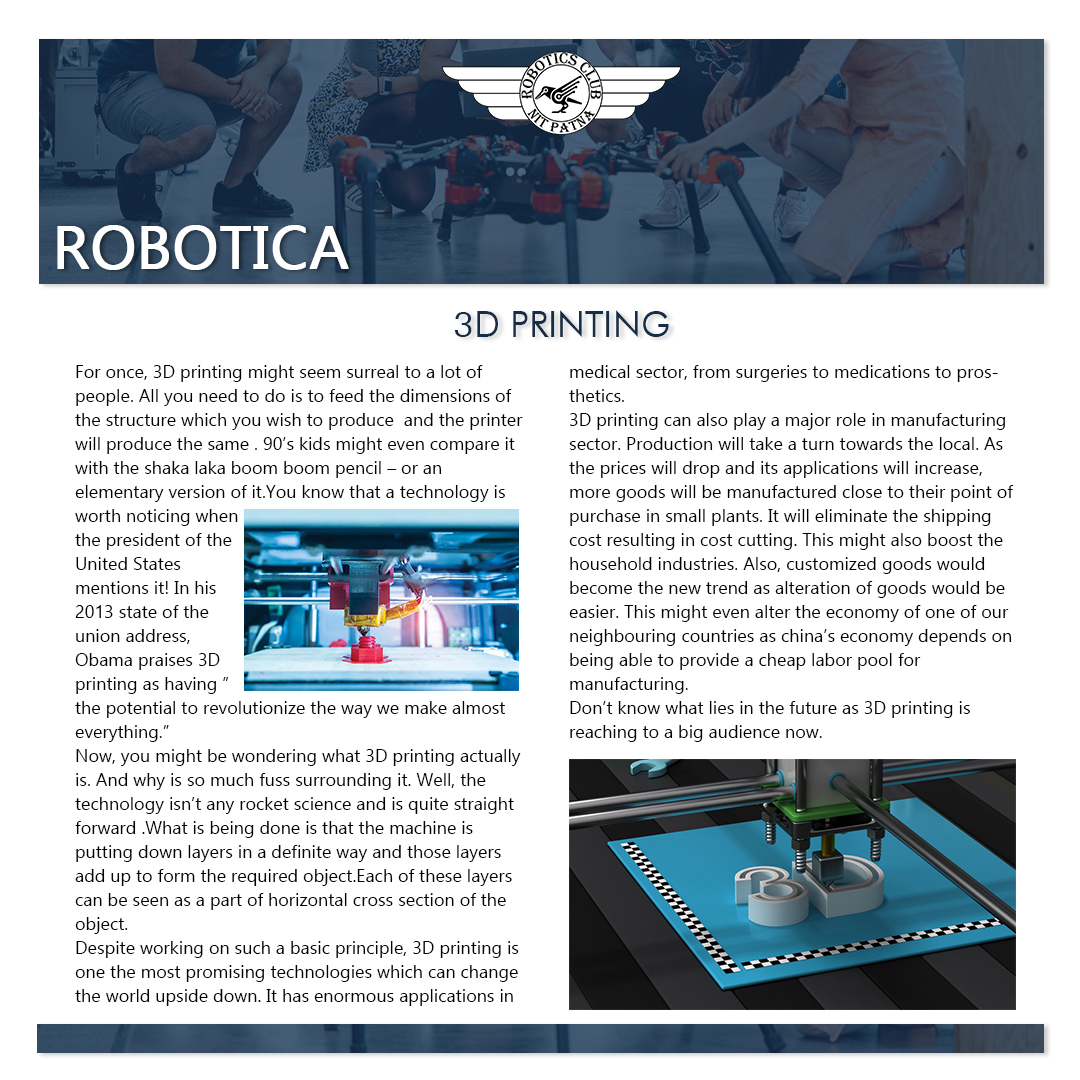 ROBOTICS CLUB
NIT PATNA
ROBOTICA
3D PRINTING
For once, 3D printing might seem surreal to a lot of
people. All you need to do is to feed the dimensions of
the structure which you wish to produce  and the printer
will produce the same . 90's kids might even compare it
with the shaka laka boom boom pencil – or an
elementary version of it.You know that a technology is
worth noticing when
the president of the
United States
mentions it! In his
2013 state of the
union address,
Obama praises 3D
printing as having "
the potential to revolutionize the way we make almost
everything."
Now, you might be wondering what 3D printing actually
is. And why is so much fuss surrounding it. Well, the
technology isn't any rocket science and is quite straight
forward .What is being done is that the machine is
putting down layers in a definite way and those layers
add up to form the required object.Each of these layers
can be seen as a part of horizontal cross section of the
object.
Despite working on such a basic principle, 3D printing is
one the most promising technologies which can change
the world upside down. It has enormous applications in
medical sector, from surgeries to medications to pros-
thetics.
3D printing can also play a major role in manufacturing
sector. Production will take a turn towards the local. As
the prices will drop and its applications will increase,
more goods will be manufactured close to their point of
purchase in small plants. It will eliminate the shipping
cost resulting in cost cutting. This might also boost the
household industries. Also, customized goods would
become the new trend as alteration of goods would be
easier. This might even alter the economy of one of our
neighbouring countries as china's economy depends on
being able to provide a cheap labor pool for
manufacturing.
Don't know what lies in the future as 3D printing is
reaching to a big audience now.
3D